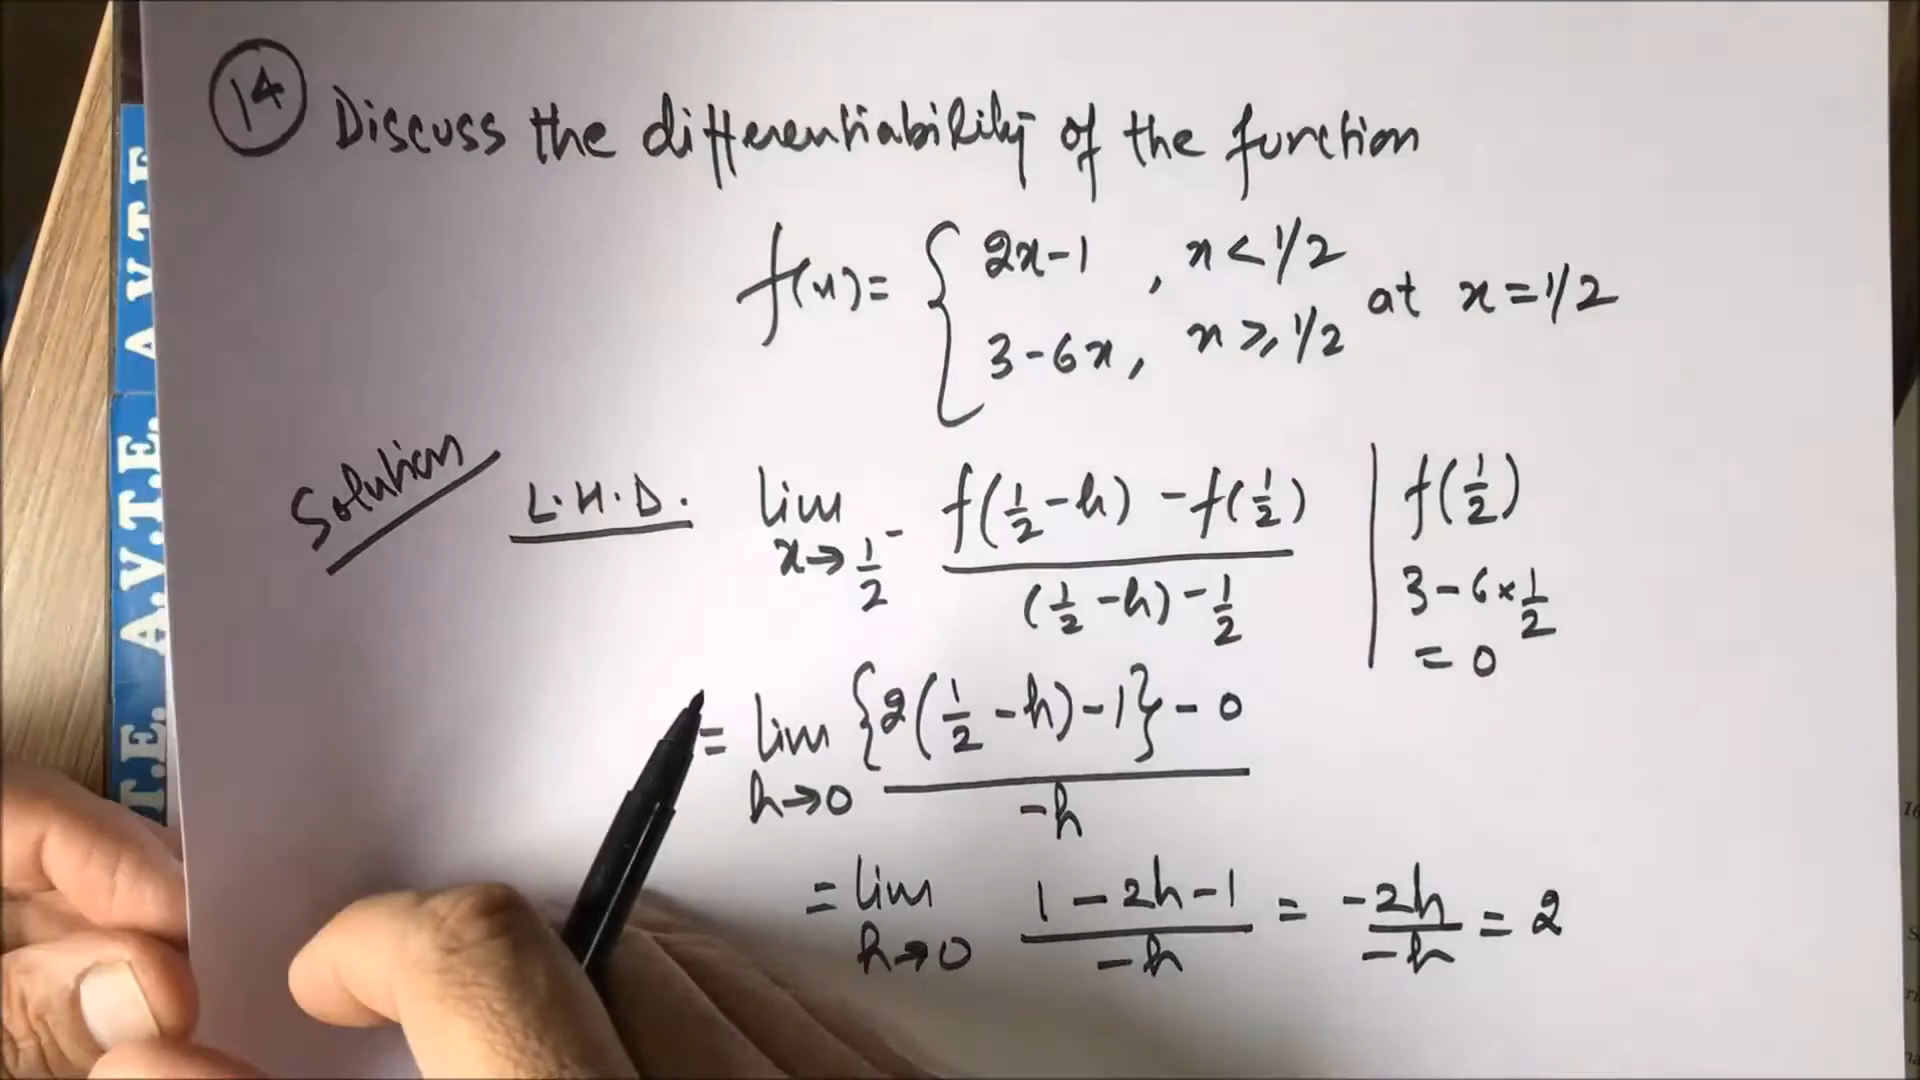 14 Discuss the differentiability of the function
f(x) = { 2x-1 , x < 1/2
3-6x , x ≥ 1/2 at x = 1/2
Solution L.H.D. lim x→1/2⁻ f(1/2-h) - f(1/2) / (1/2-h) - 1/2
f(1/2)
3-6×1/2
= 0
= lim h→0 {2(1/2-h)-1} - 0 / -h
= lim h→0 1-2h-1 / -h = -2h / -h = 2
A.V.T.E.
A.V.T.E.
T.E.